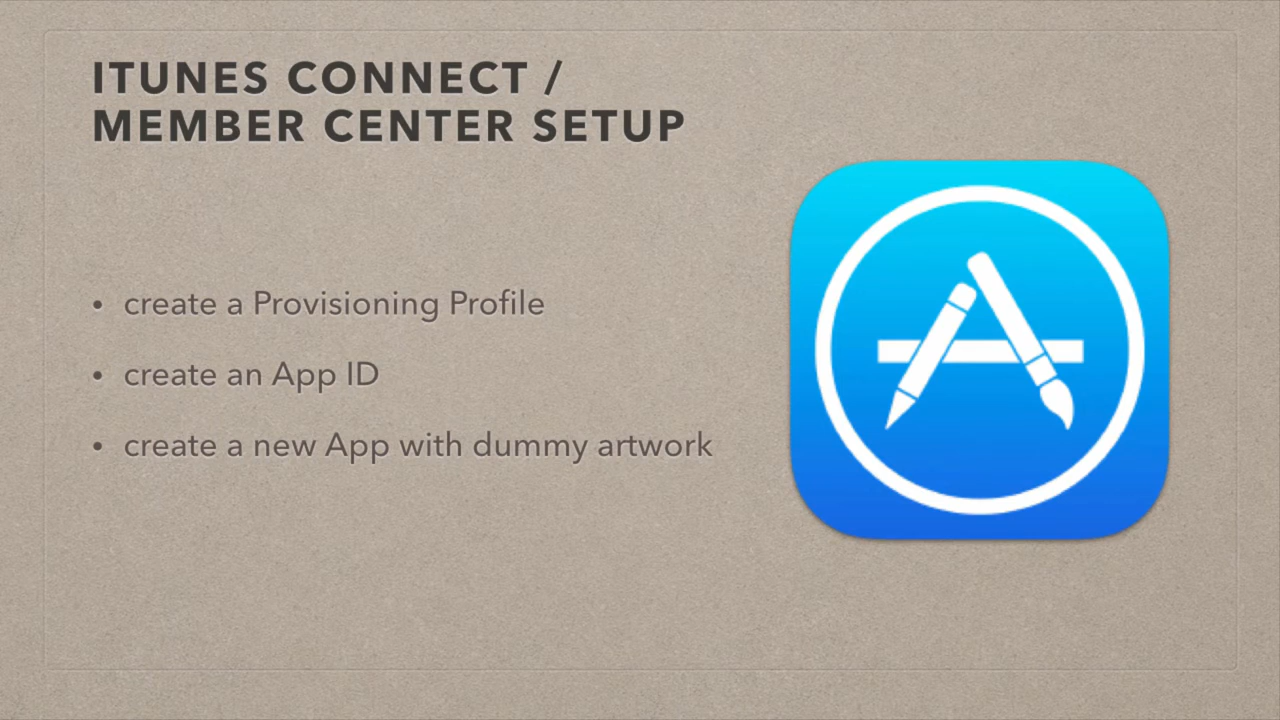 ITUNES CONNECT /
MEMBER CENTER SETUP
• create a Provisioning Profile
• create an App ID
• create a new App with dummy artwork